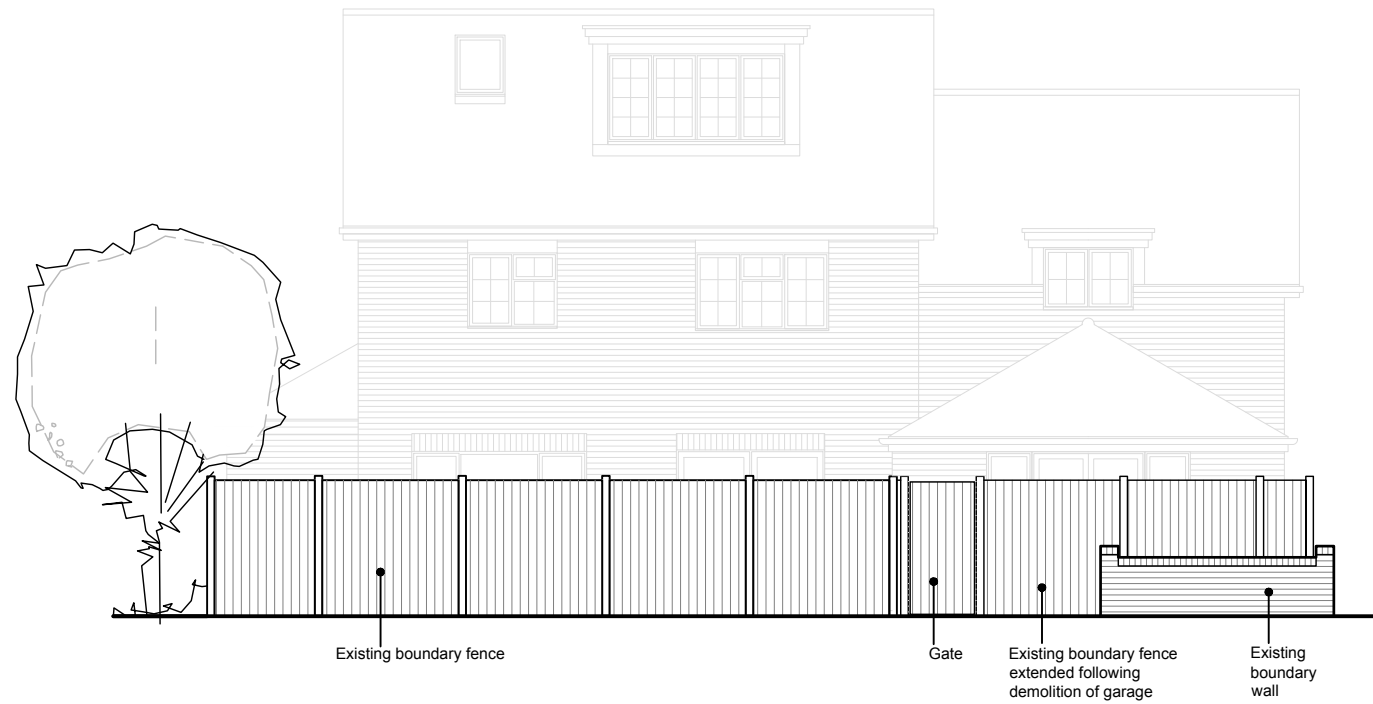 Existing boundary fence
Gate
Existing boundary fence
extended following
demolition of garage
Existing
boundary
wall